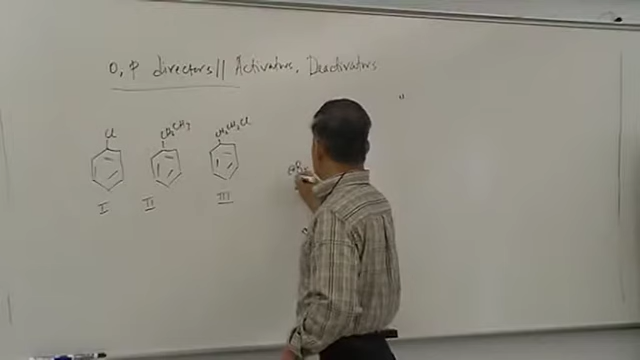 O, P directors // Activators, Deactivators
Cl CH₂CH₃ CH₂CH₂Cl
I II III